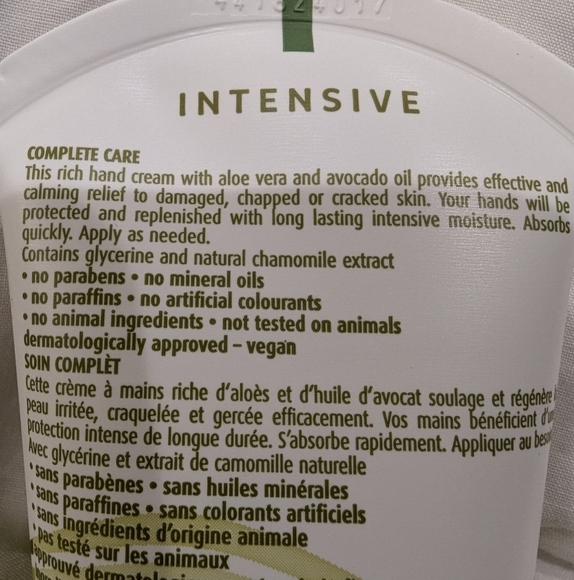 INTENSIVE
COMPLETE CARE
This rich hand cream with aloe vera and avocado oil provides effective and
calming relief to damaged, chapped or cracked skin. Your hands will be
protected and replenished with long lasting intensive moisture. Absorbs
quickly. Apply as needed.
Contains glycerine and natural chamomile extract
• no parabens • no mineral oils
• no paraffins • no artificial colourants
• no animal ingredients • not tested on animals
dermatologically approved – vegan
SOIN COMPLÈT
Cette crème à mains riche d'aloès et d'huile d'avocat soulage et régénère
peau irritée, craquelée et gercée efficacement. Vos mains bénéficient
protection intense de longue durée. S'absorbe rapidement. Appliquer au
Avec glycérine et extrait de camomille naturelle
• sans parabènes • sans huiles minérales
• sans paraffines • sans colorants artificiels
• sans ingrédients d'origine animale
• pas testé sur les animaux
approuvé